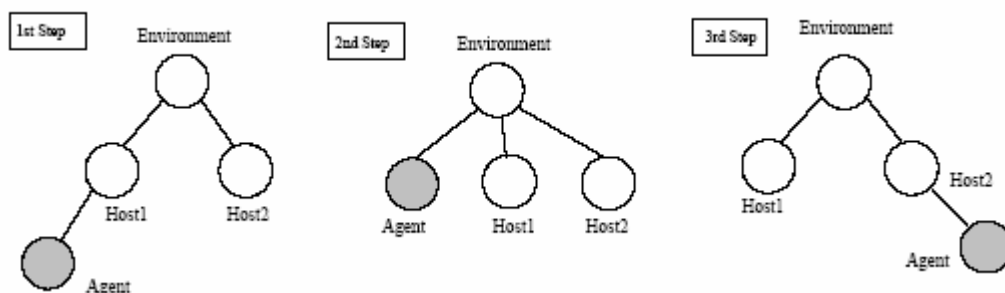 1st Step
Environment
Host1
Host2
Agent
2nd Step
Environment
Agent
Host1
Host2
3rd Step
Environment
Host1
Host2
Agent